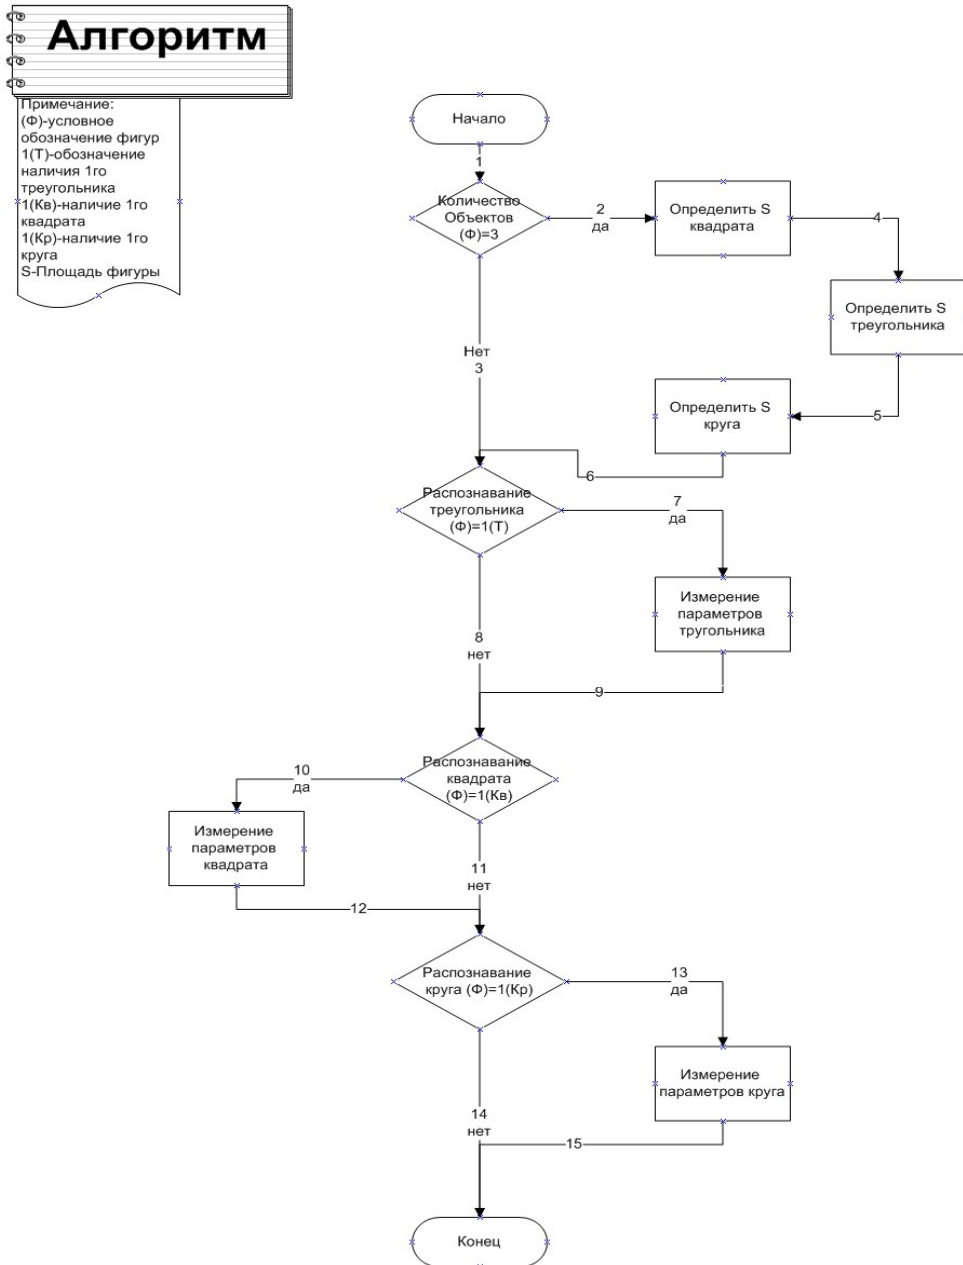 Алгоритм
Примечание:
(Ф)-условное
обозначение фигур
1(Т)-обозначение
наличия 1го
треугольника
1(Кв)-наличие 1го
квадрата
1(Кр)-наличие 1го
круга
S-Площадь фигуры
Начало
1
Количество
Объектов
(Ф)=3
2
да
Определить S
квадрата
4
Определить S
треугольника
Нет
3
Определить S
круга
5
6
Распознавание
треугольника
(Ф)=1(Т)
7
да
Измерение
параметров
тругольника
8
нет
9
Распознавание
квадрата
(Ф)=1(Кв)
10
да
Измерение
параметров
квадрата
11
нет
12
Распознавание
круга (Ф)=1(Кр)
13
да
Измерение
параметров круга
14
нет
15
Конец